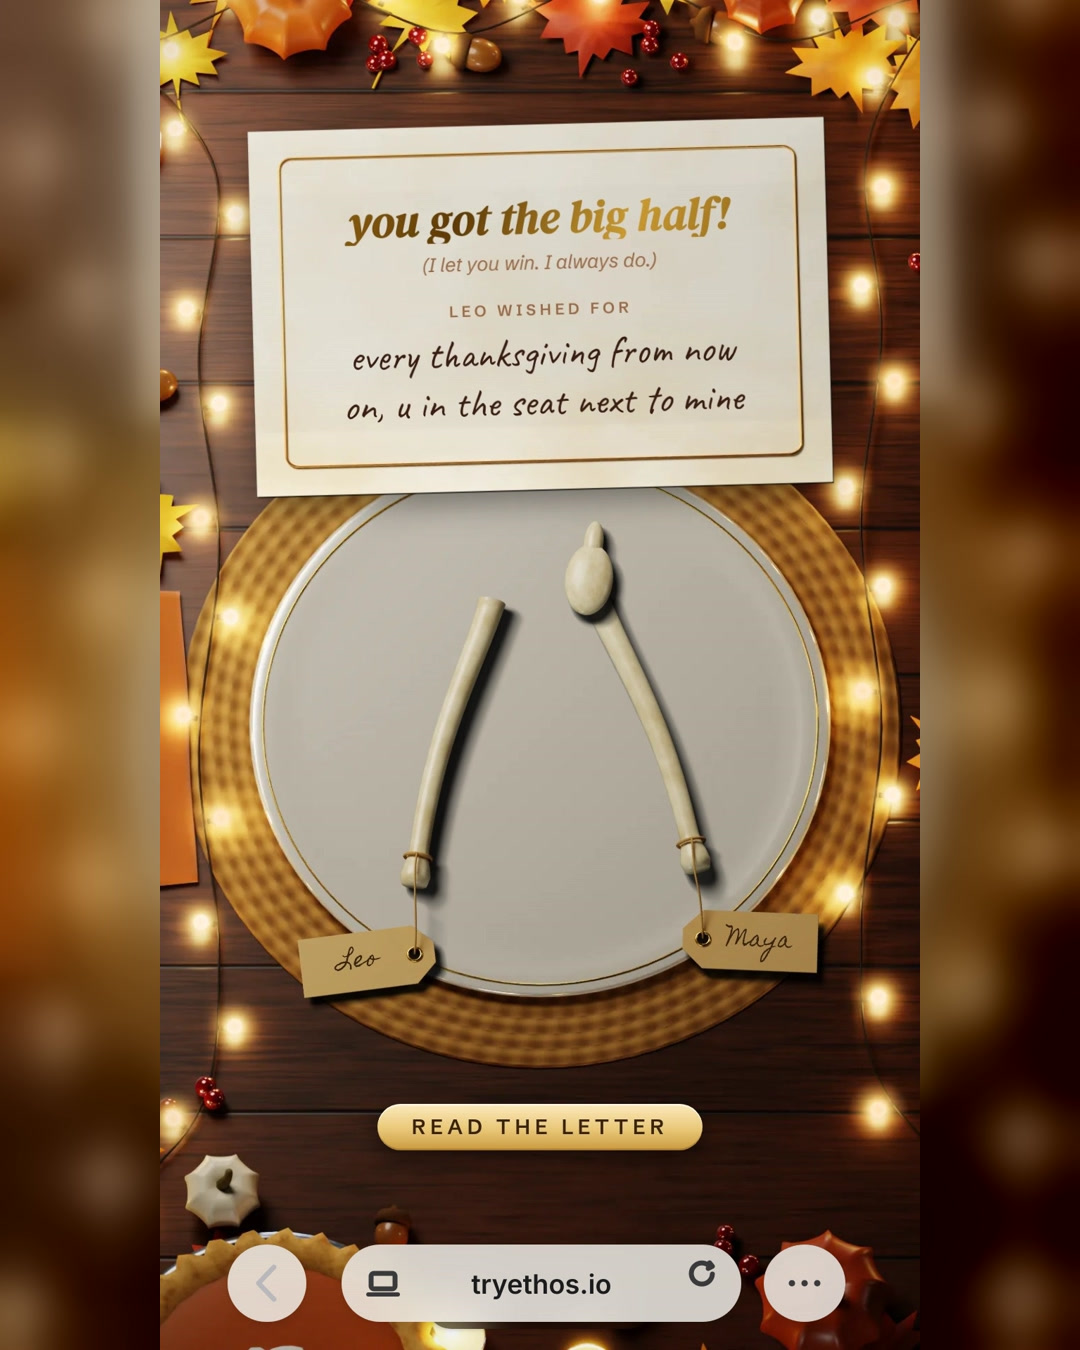 you got the big half!
(I let you win. I always do.)
LEO WISHED FOR
every thanksgiving from now
on, u in the seat next to mine
Leo
Maya
READ THE LETTER
tryethos.io